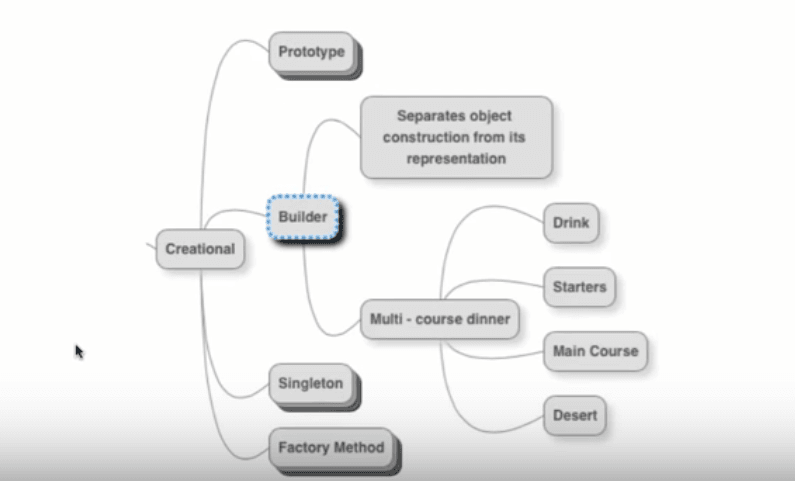 Prototype
Separates object
construction from its
representation
Builder
Drink
Creational
Starters
Multi - course dinner
Main Course
Singleton
Desert
Factory Method